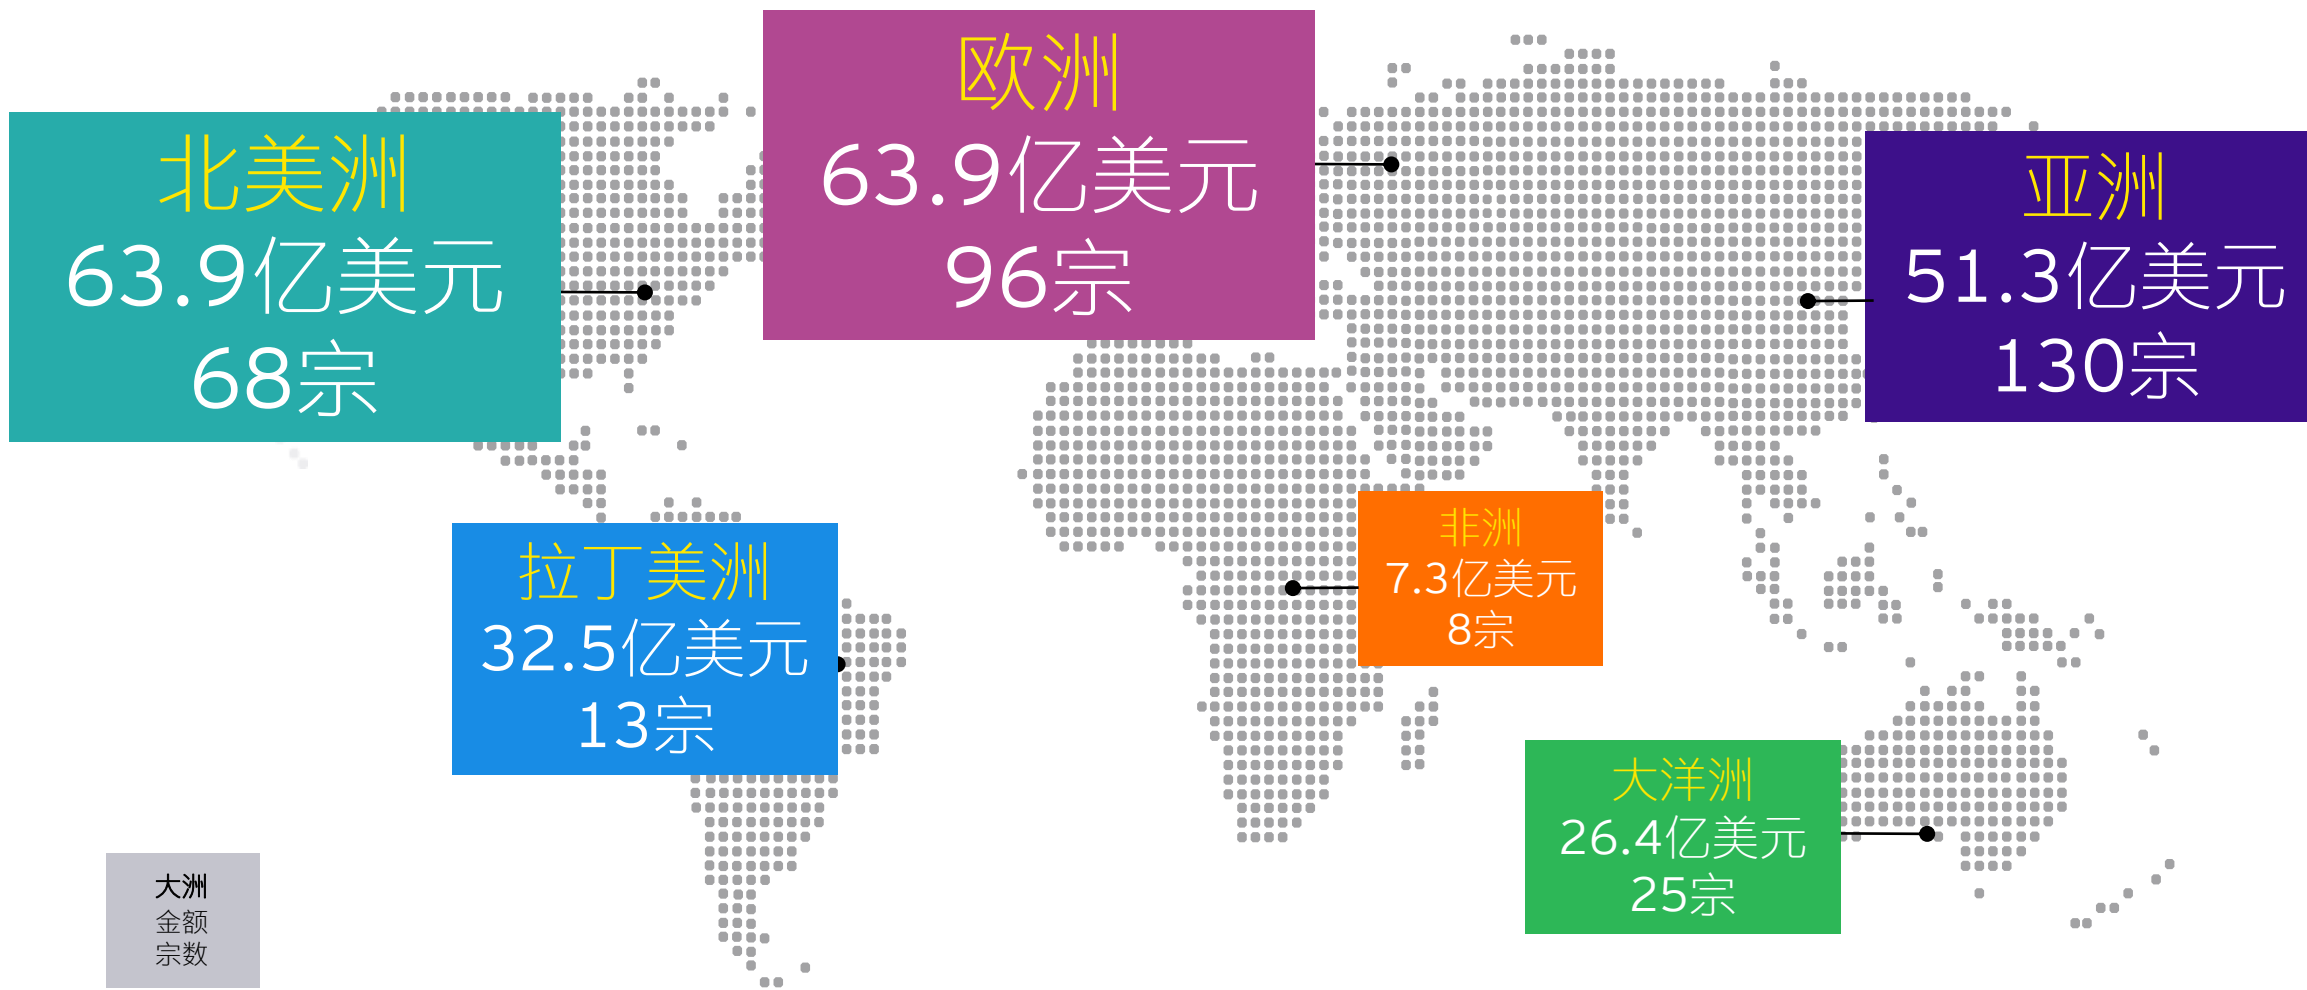 欧洲
63.9亿美元
96宗
北美洲
63.9亿美元
68宗
亚洲
51.3亿美元
130宗
非洲
7.3亿美元
8宗
拉丁美洲
32.5亿美元
13宗
大洋洲
26.4亿美元
25宗
大洲
金额
宗数